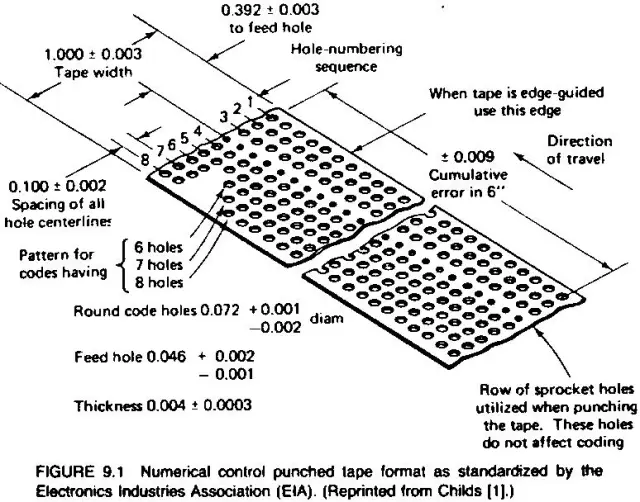 0.392 ± 0.003
to feed hole
1.000 ± 0.003
Tape width
Hole-numbering
sequence
8 7 6 5 4 3 2 1
When tape is edge-guided
use this edge
Direction
of travel
± 0.009
Cumulative
error in 6"
0.100 ± 0.002
Spacing of all
hole centerlines
Pattern for
codes having
6 holes
7 holes
8 holes
Round code holes 0.072 +0.001
−0.002 diam
Feed hole 0.046 + 0.002
− 0.001
Thickness 0.004 ± 0.0003
Row of sprocket holes
utilized when punching
the tape. These holes
do not affect coding
FIGURE 9.1 Numerical control punched tape format as standardized by the
Electronics Industries Association (EIA). (Reprinted from Childs [1].)